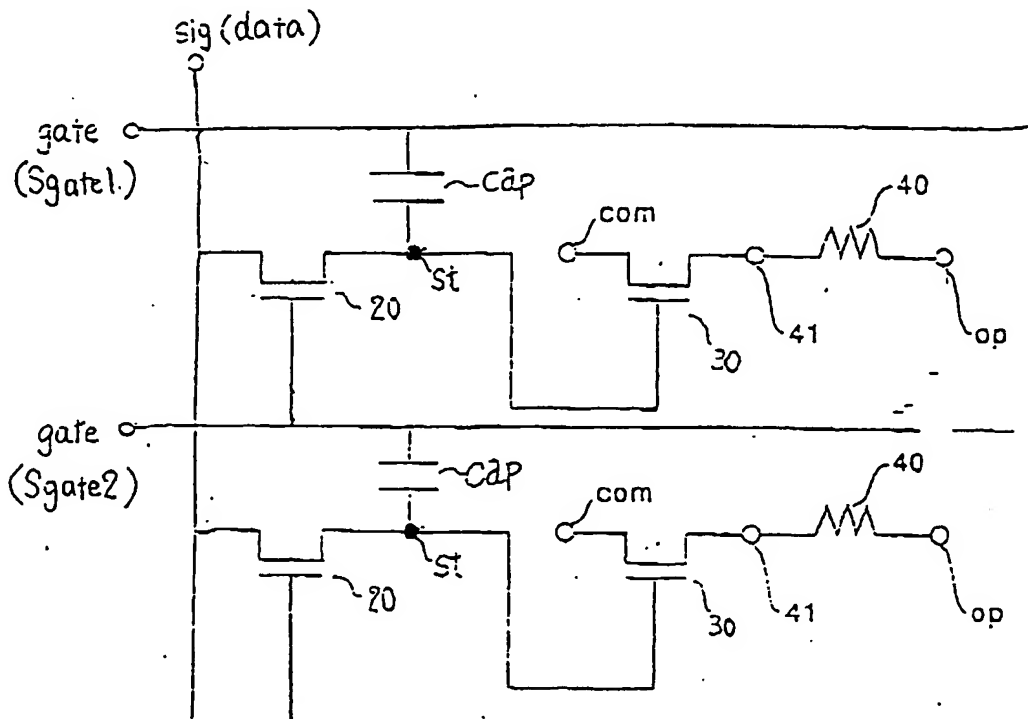 sig (data)
gate
(Sgate1.)
Cap
com
40
St
20
30
41
op
gate
(Sgate2)
Cap
com
40
St
20
30
41
op